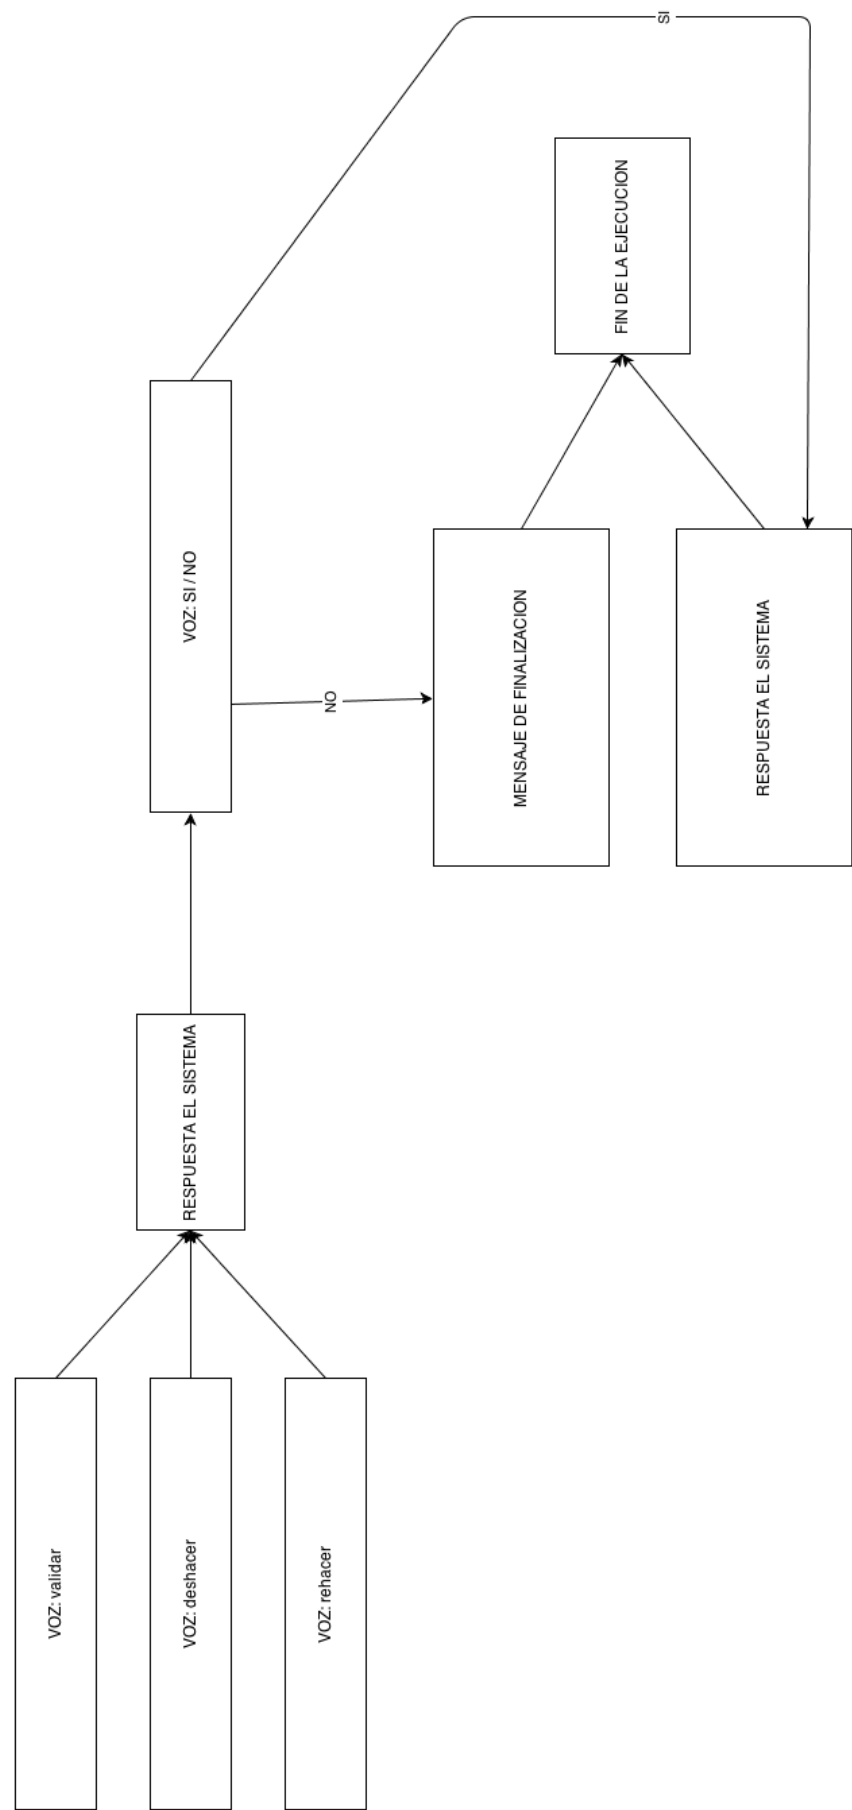 VOZ: validar
VOZ: deshacer
VOZ: rehacer
RESPUESTA EL SISTEMA
VOZ: SI / NO
SI
NO
MENSAJE DE FINALIZACION
RESPUESTA EL SISTEMA
FIN DE LA EJECUCION